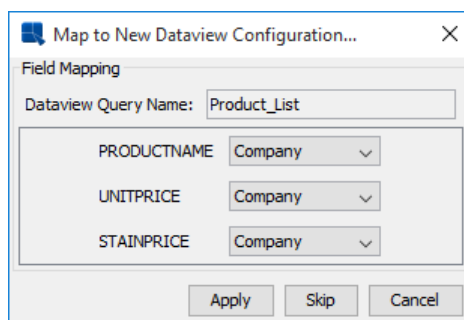 Map to New Dataview Configuration...
Field Mapping
Dataview Query Name: Product_List
PRODUCTNAME Company
UNITPRICE Company
STAINPRICE Company
Apply Skip Cancel